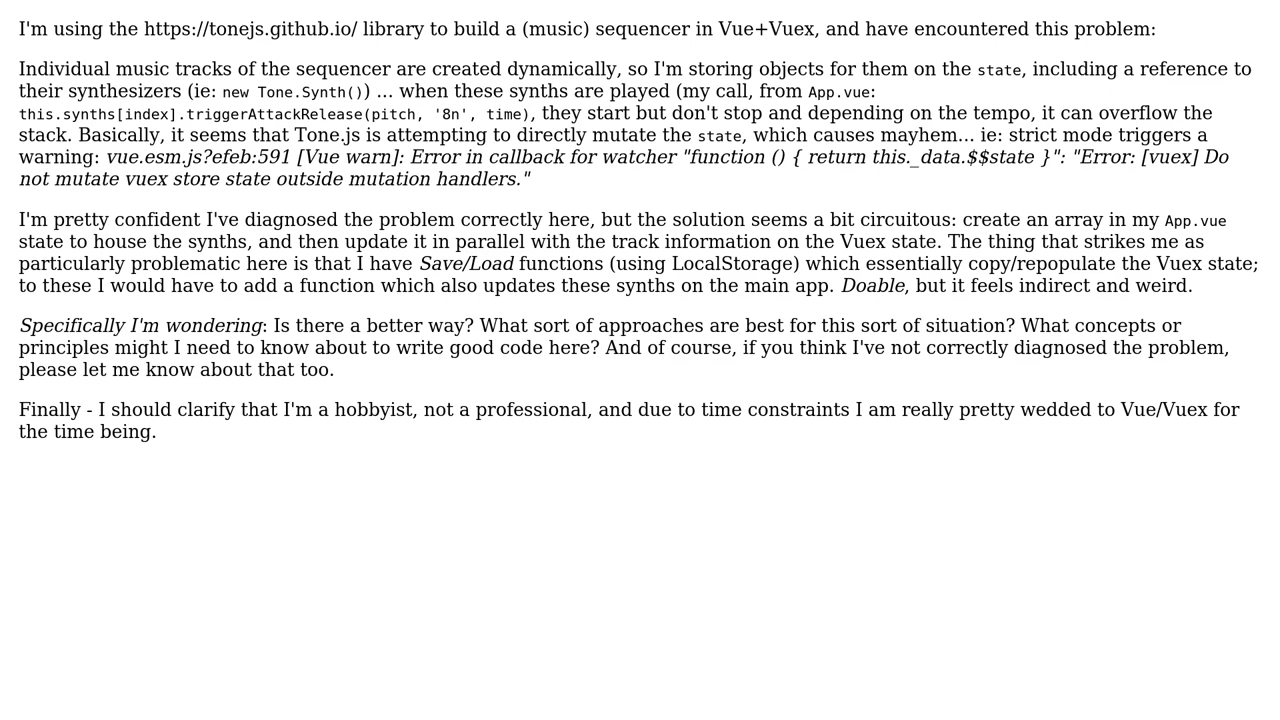 I'm using the https://tonejs.github.io/ library to build a (music) sequencer in Vue+Vuex, and have encountered this problem:
Individual music tracks of the sequencer are created dynamically, so I'm storing objects for them on the state, including a reference to
their synthesizers (ie: new Tone.Synth()) ... when these synths are played (my call, from App.vue:
this.synths[index].triggerAttackRelease(pitch, '8n', time), they start but don't stop and depending on the tempo, it can overflow the
stack. Basically, it seems that Tone.js is attempting to directly mutate the state, which causes mayhem... ie: strict mode triggers a
warning: vue.esm.js?efeb:591 [Vue warn]: Error in callback for watcher "function () { return this._data.$$state }": "Error: [vuex] Do
not mutate vuex store state outside mutation handlers."
I'm pretty confident I've diagnosed the problem correctly here, but the solution seems a bit circuitous: create an array in my App.vue
state to house the synths, and then update it in parallel with the track information on the Vuex state. The thing that strikes me as
particularly problematic here is that I have Save/Load functions (using LocalStorage) which essentially copy/repopulate the Vuex state;
to these I would have to add a function which also updates these synths on the main app. Doable, but it feels indirect and weird.
Specifically I'm wondering: Is there a better way? What sort of approaches are best for this sort of situation? What concepts or
principles might I need to know about to write good code here? And of course, if you think I've not correctly diagnosed the problem,
please let me know about that too.
Finally - I should clarify that I'm a hobbyist, not a professional, and due to time constraints I am really pretty wedded to Vue/Vuex for
the time being.